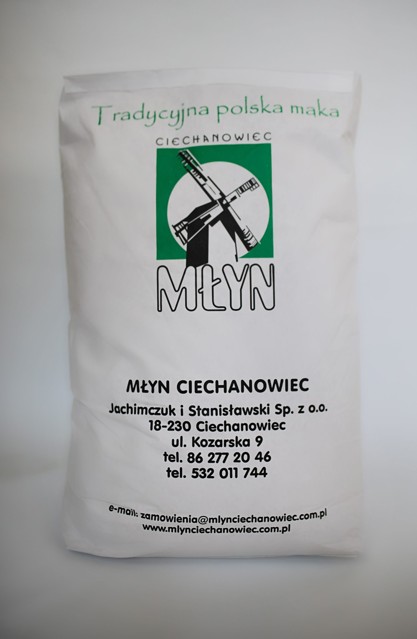 Tradycyjna polska mąka
CIECHANOWIEC
MŁYN
MŁYN CIECHANOWIEC
Jachimczuk i Stanisławski Sp. z o.o.
18-230 Ciechanowiec
ul. Kozarska 9
tel. 86 277 20 46
tel. 532 011 744
e-mail: zamowienia@mlynciechanowiec.com.pl
www.mlynciechanowiec.com.pl